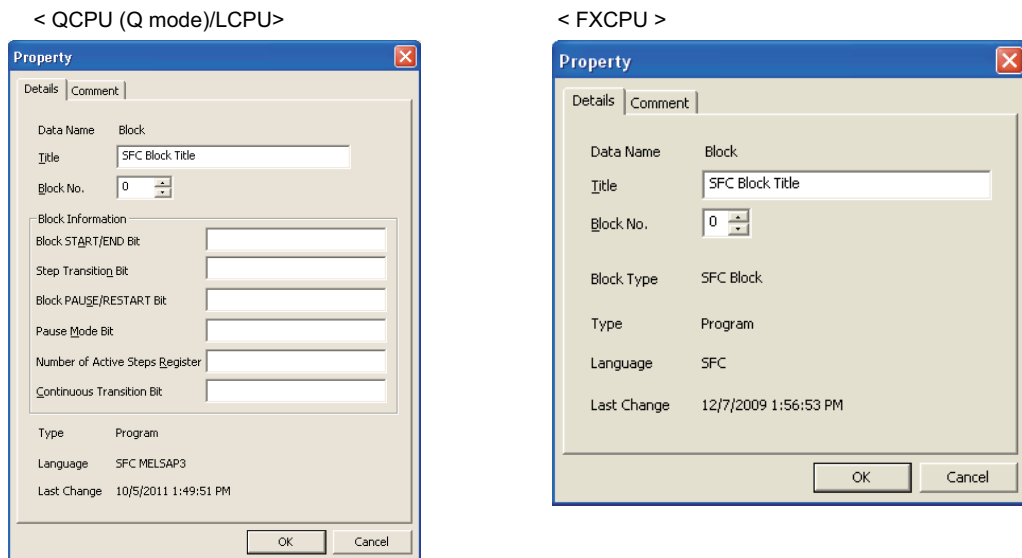 < QCPU (Q mode)/LCPU>
Property
Details Comment
Data Name Block
Title SFC Block Title
Block No. 0
Block Information
Block START/END Bit
Step Transition Bit
Block PAUSE/RESTART Bit
Pause Mode Bit
Number of Active Steps Register
Continuous Transition Bit
Type Program
Language SFC MELSAP3
Last Change 10/5/2011 1:49:51 PM
OK Cancel
< FXCPU >
Property
Details Comment
Data Name Block
Title SFC Block Title
Block No. 0
Block Type SFC Block
Type Program
Language SFC
Last Change 12/7/2009 1:56:53 PM
OK Cancel